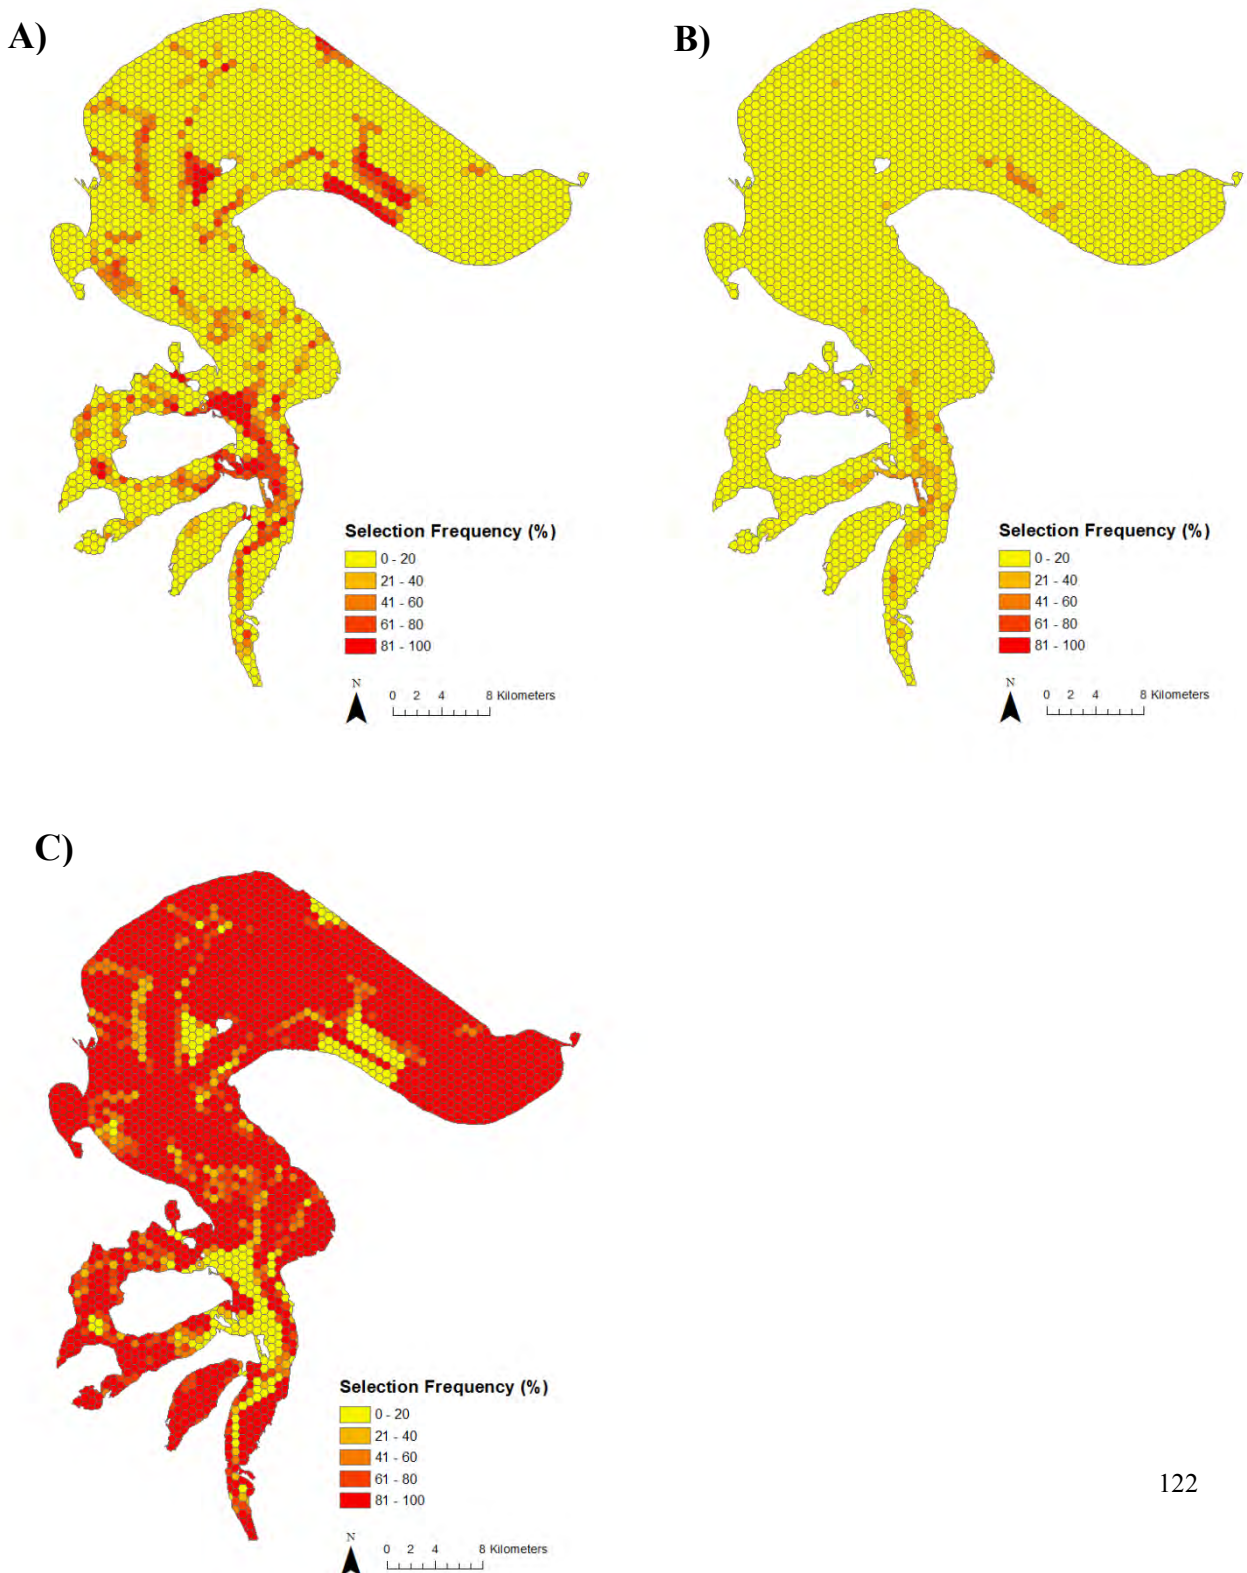 A)
Selection Frequency (%)
0 - 20
21 - 40
41 - 60
61 - 80
81 - 100
N
0 2 4 8 Kilometers
B)
Selection Frequency (%)
0 - 20
21 - 40
41 - 60
61 - 80
81 - 100
N
0 2 4 8 Kilometers
C)
Selection Frequency (%)
0 - 20
21 - 40
41 - 60
61 - 80
81 - 100
N
0 2 4 8 Kilometers
122